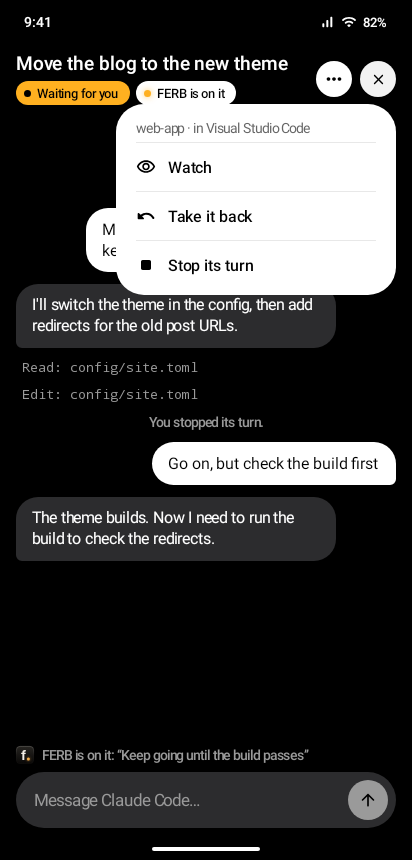 9:41
82%
Move the blog to the new theme
Waiting for you
FERB is on it
web-app · in Visual Studio Code
Watch
Take it back
Stop its turn
M
ke
I'll switch the theme in the config, then add
redirects for the old post URLs.
Read: config/site.toml
Edit: config/site.toml
You stopped its turn.
Go on, but check the build first
The theme builds. Now I need to run the
build to check the redirects.
f.
FERB is on it: “Keep going until the build passes”
Message Claude Code...